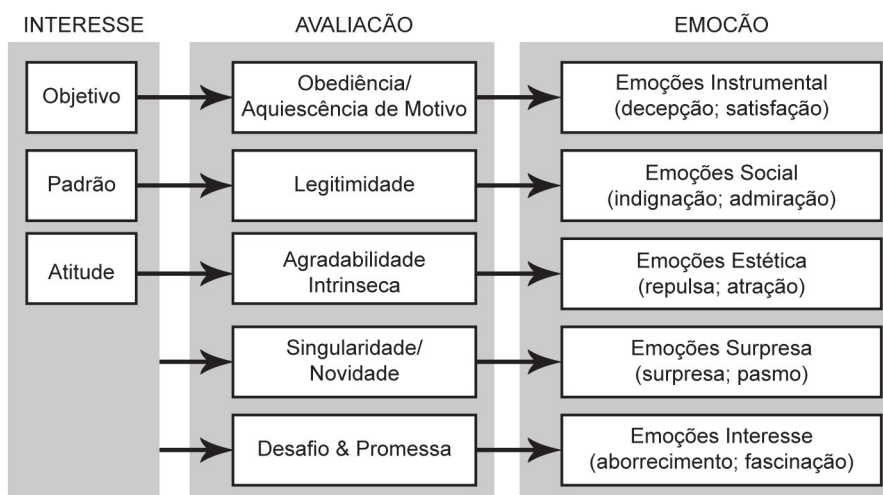 INTERESSE
AVALIACÃO
EMOCÃO
Objetivo
Obediência/
Aquiescência de Motivo
Emoções Instrumental
(decepção; satisfação)
Padrão
Legitimidade
Emoções Social
(indignação; admiração)
Atitude
Agradabilidade
Intrinseca
Emoções Estética
(repulsa; atração)
Singularidade/
Novidade
Emoções Surpresa
(surpresa; pasmo)
Desafio & Promessa
Emoções Interesse
(aborrecimento; fascinação)